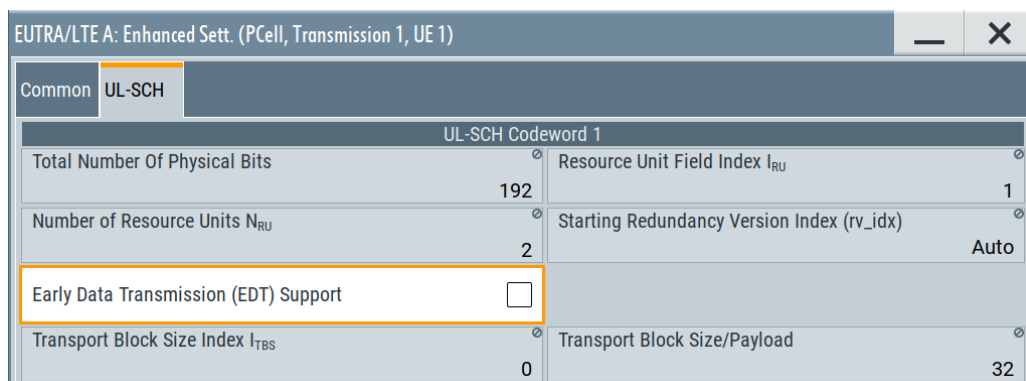 EUTRA/LTE A: Enhanced Sett. (PCell, Transmission 1, UE 1)
Common UL-SCH
UL-SCH Codeword 1
Total Number Of Physical Bits
192
Resource Unit Field Index IRU
1
Number of Resource Units NRU
2
Starting Redundancy Version Index (rv_idx)
Auto
Early Data Transmission (EDT) Support
Transport Block Size Index ITBS
0
Transport Block Size/Payload
32